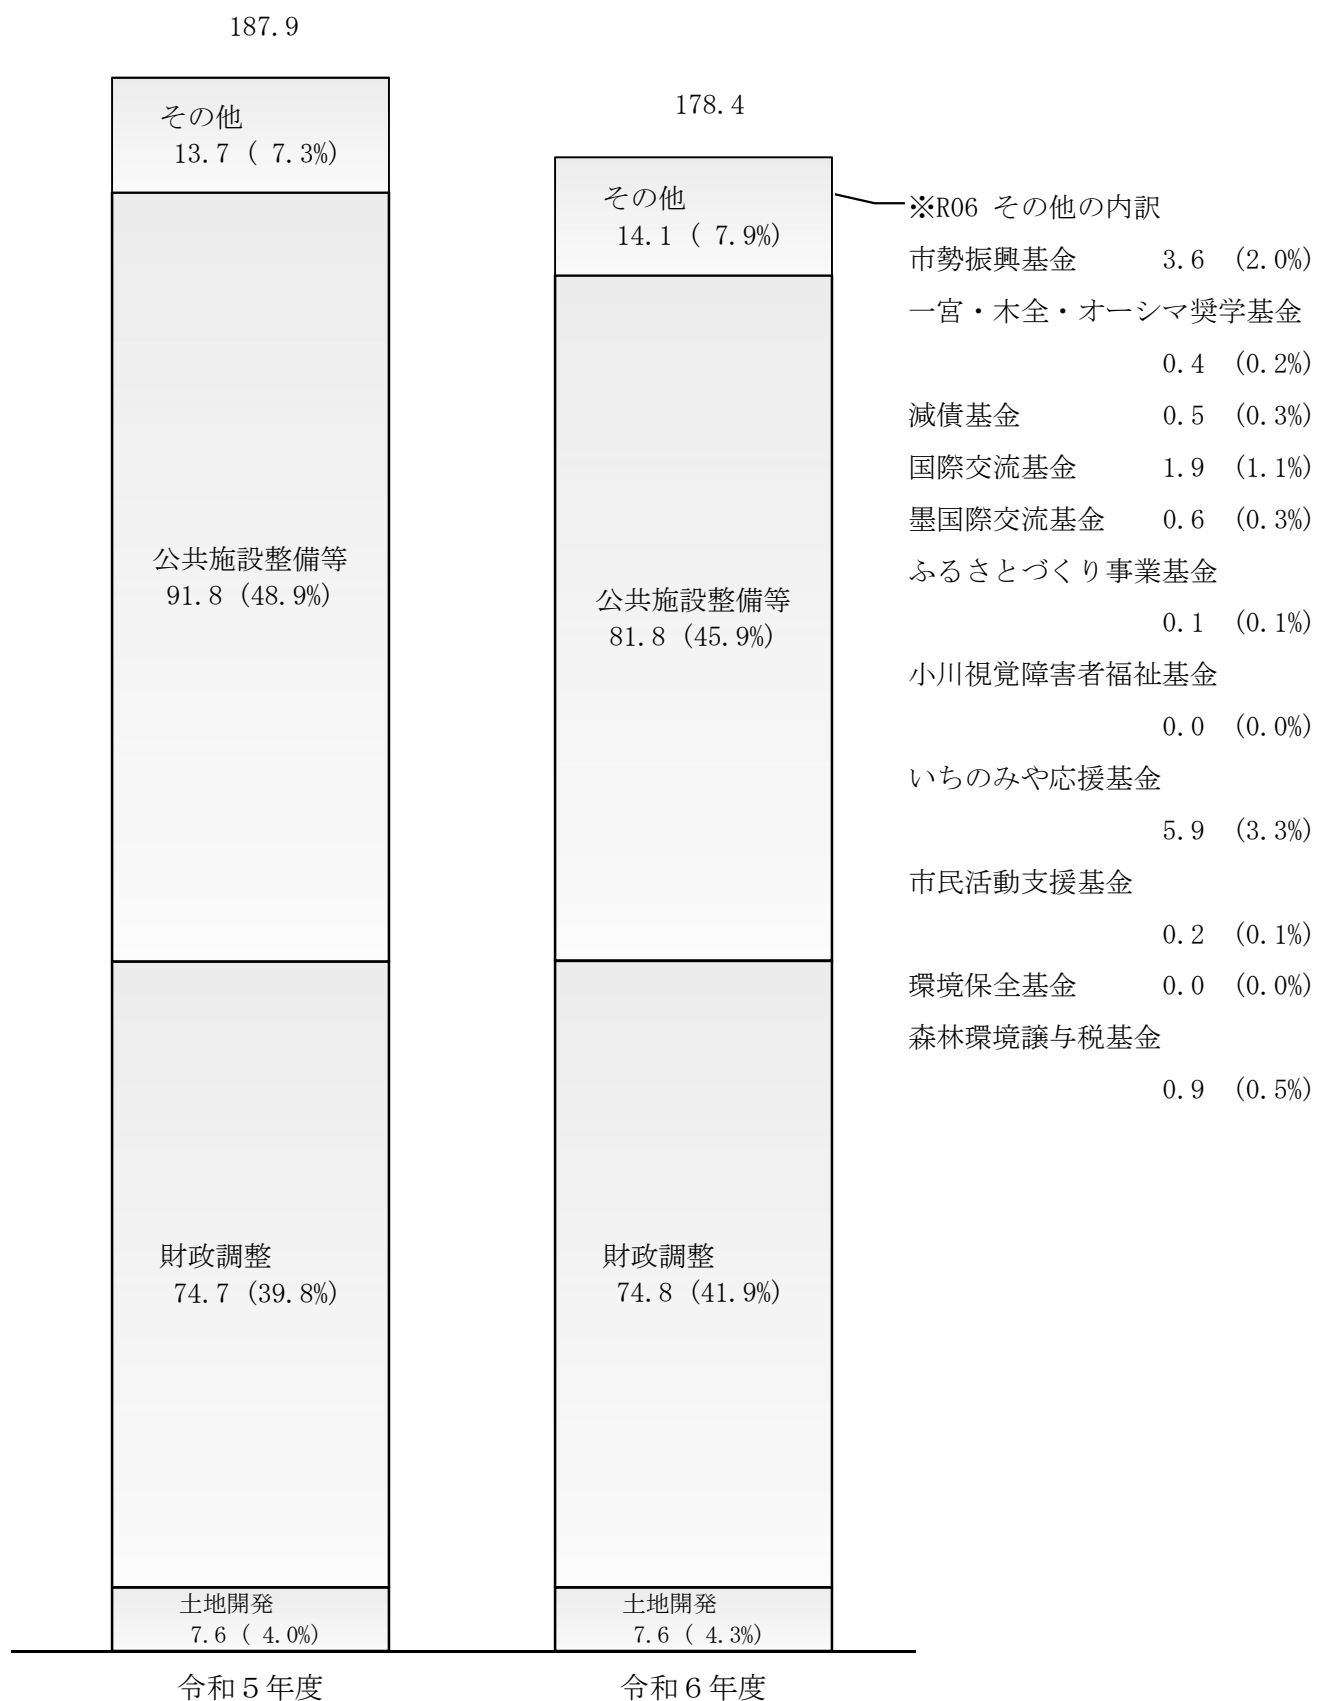 187.9
その他
13.7 ( 7.3%)
公共施設整備等
91.8 (48.9%)
財政調整
74.7 (39.8%)
土地開発
7.6 ( 4.0%)
令和５年度
178.4
その他
14.1 ( 7.9%)
公共施設整備等
81.8 (45.9%)
財政調整
74.8 (41.9%)
土地開発
7.6 ( 4.3%)
令和６年度
※R06 その他の内訳
市勢振興基金 3.6 (2.0%)
一宮・木全・オーシマ奨学基金
0.4 (0.2%)
減債基金 0.5 (0.3%)
国際交流基金 1.9 (1.1%)
墨国際交流基金 0.6 (0.3%)
ふるさとづくり事業基金
0.1 (0.1%)
小川視覚障害者福祉基金
0.0 (0.0%)
いちのみや応援基金
5.9 (3.3%)
市民活動支援基金
0.2 (0.1%)
環境保全基金 0.0 (0.0%)
森林環境譲与税基金
0.9 (0.5%)